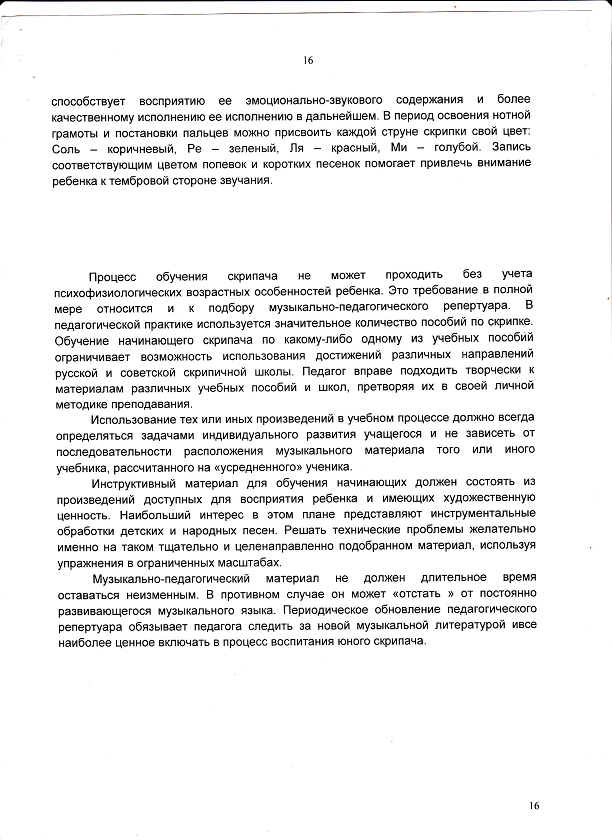 16
способствует восприятию ее эмоционально-звукового содержания и более
качественному исполнению ее исполнению в дальнейшем. В период освоения нотной
грамоты и постановки пальцев можно присвоить каждой струне скрипки свой цвет:
Соль – коричневый, Ре – зеленый, Ля – красный, Ми – голубой. Запись
соответствующим цветом попевок и коротких песенок помогает привлечь внимание
ребенка к тембровой стороне звучания.
Процесс обучения скрипача не может проходить без учета
психофизиологических возрастных особенностей ребенка. Это требование в полной
мере относится и к подбору музыкально-педагогического репертуара. В
педагогической практике используется значительное количество пособий по скрипке.
Обучение начинающего скрипача по какому-либо одному из учебных пособий
ограничивает возможность использования достижений различных направлений
русской и советской скрипичной школы. Педагог вправе подходить творчески к
материалам различных учебных пособий и школ, претворяя их в своей личной
методике преподавания.
Использование тех или иных произведений в учебном процессе должно всегда
определяться задачами индивидуального развития учащегося и не зависеть от
последовательности расположения музыкального материала того или иного
учебника, рассчитанного на «усредненного» ученика.
Инструктивный материал для обучения начинающих должен состоять из
произведений доступных для восприятия ребенка и имеющих художественную
ценность. Наибольший интерес в этом плане представляют инструментальные
обработки детских и народных песен. Решать технические проблемы желательно
именно на таком тщательно и целенаправленно подобранном материал, используя
упражнения в ограниченных масштабах.
Музыкально-педагогический материал не должен длительное время
оставаться неизменным. В противном случае он может «отстать » от постоянно
развивающегося музыкального языка. Периодическое обновление педагогического
репертуара обязывает педагога следить за новой музыкальной литературой ивсе
наиболее ценное включать в процесс воспитания юного скрипача.
16